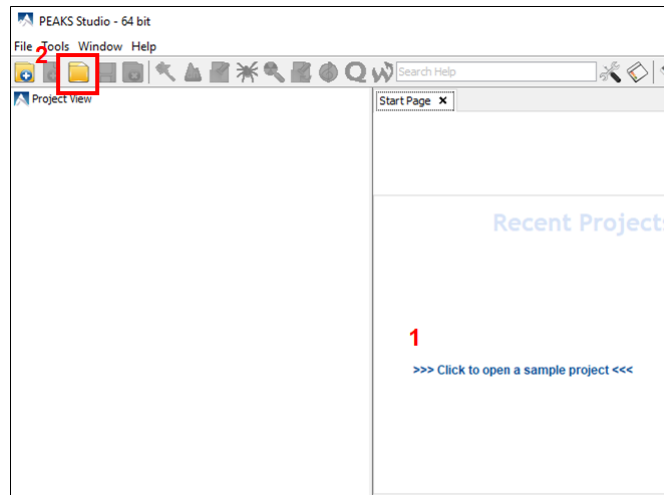 PEAKS Studio - 64 bit
File Tools Window Help
2
Search Help
Project View
Start Page
Recent Projects
1
>>> Click to open a sample project <<<